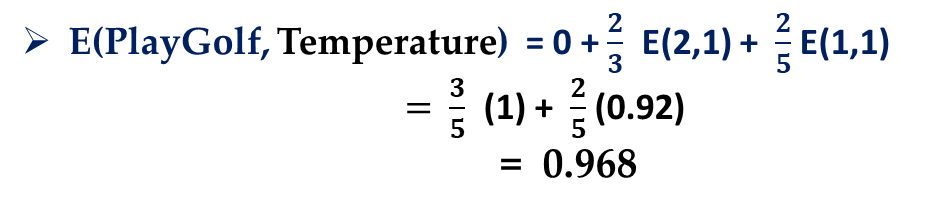 ➢ E(PlayGolf, Temperature) = 0 + 2/3 E(2,1) + 2/5 E(1,1)
= 3/5 (1) + 2/5 (0.92)
= 0.968